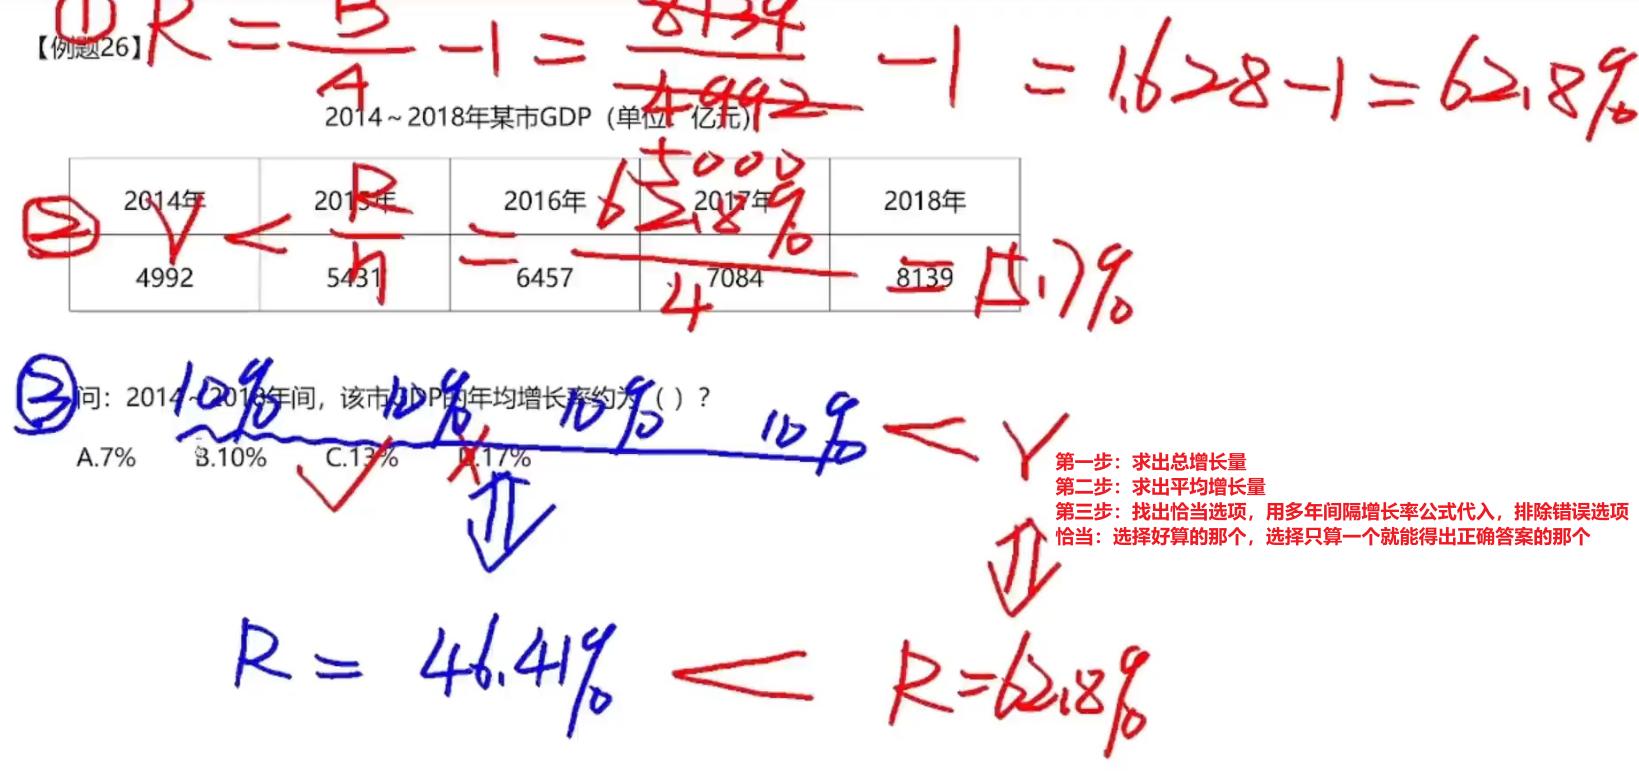 ① R = B/A - 1 = 8139/4992 - 1 = 1.628 - 1 = 62.8%
【例题26】
2014～2018年某市GDP（单位：亿元）
5000
2014年 2015年 2016年 2017年 2018年
② r < R/n = 62.8%/4 = 15.7%
4992 5431 6457 7084 8139
③ 10% 10% 10% 10% < r
问：2014～2018年间，该市GDP的年均增长率约为（ ）？
A.7% B.10% C.13% D.17%
第一步：求出总增长量
第二步：求出平均增长量
第三步：找出恰当选项，用多年间隔增长率公式代入，排除错误选项
恰当：选择好算的那个，选择只算一个就能得出正确答案的那个
R = 46.41% < R=62.8%